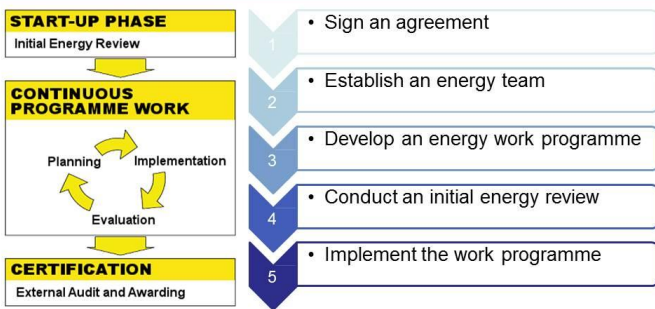 START-UP PHASE
Initial Energy Review
CONTINUOUS
PROGRAMME WORK
Planning
Implementation
Evaluation
CERTIFICATION
External Audit and Awarding
1
• Sign an agreement
2
• Establish an energy team
3
• Develop an energy work programme
4
• Conduct an initial energy review
5
• Implement the work programme